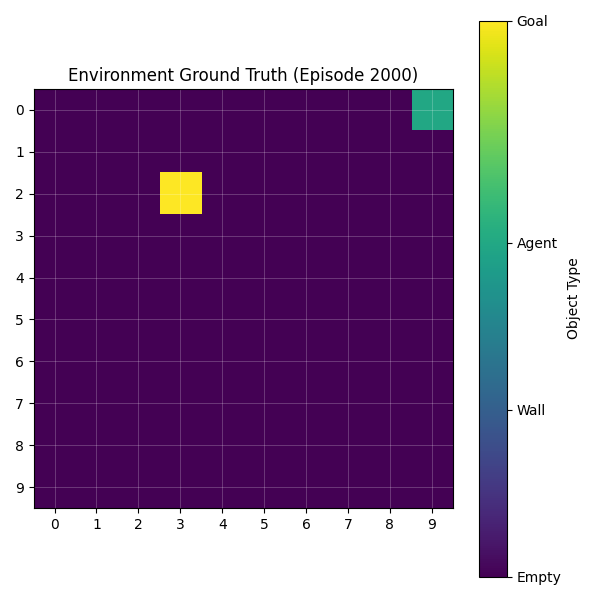 Environment Ground Truth (Episode 2000)
0
1
2
3
4
5
6
7
8
9
0 1 2 3 4 5 6 7 8 9
Goal
Agent
Wall
Empty
Object Type